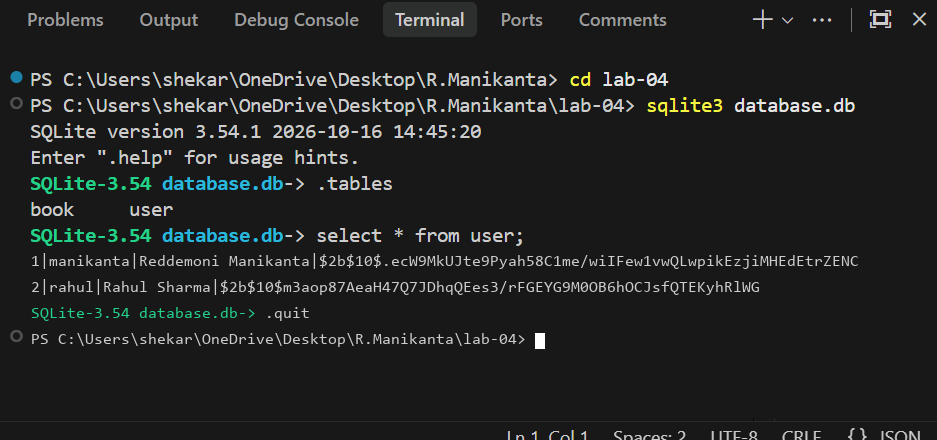 Problems Output Debug Console Terminal Ports Comments
PS C:\Users\shekar\OneDrive\Desktop\R.Manikanta> cd lab-04
PS C:\Users\shekar\OneDrive\Desktop\R.Manikanta\lab-04> sqlite3 database.db
SQLite version 3.54.1 2026-10-16 14:45:20
Enter ".help" for usage hints.
SQLite-3.54 database.db-> .tables
book user
SQLite-3.54 database.db-> select * from user;
1|manikanta|Reddemoni Manikanta|$2b$10$.ecW9MkUJte9Pyah58C1me/wiIFew1vwQLwpikEzjiMHEdEtrZENC
2|rahul|Rahul Sharma|$2b$10$m3aop87AeaH47Q7JDhqQEes3/rFGEYG9M0OB6hOCJsfQTEKyhRlWG
SQLite-3.54 database.db-> .quit
PS C:\Users\shekar\OneDrive\Desktop\R.Manikanta\lab-04>
Ln 1, Col 1 Spaces: 2 UTF-8 CRLF {} JSON